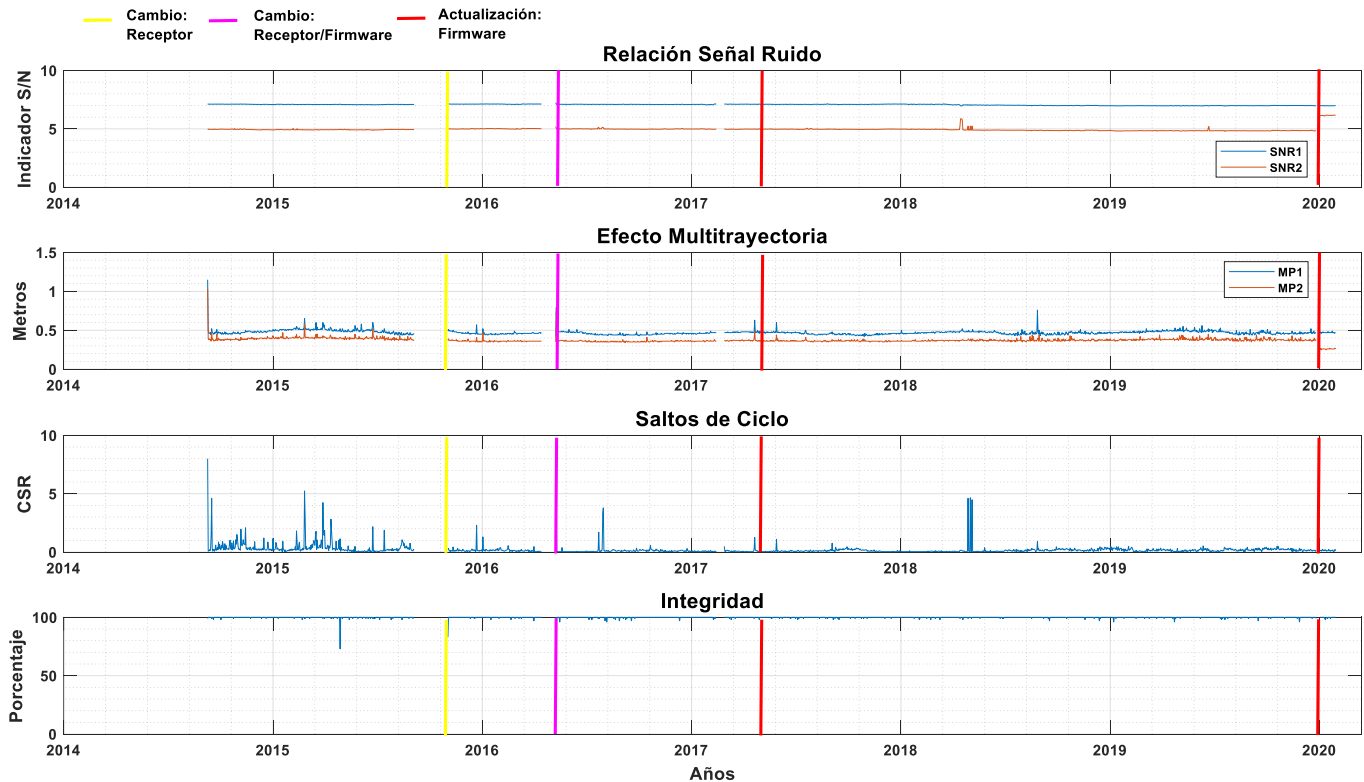 Cambio:
Receptor
Cambio:
Receptor/Firmware
Actualización:
Firmware
Relación Señal Ruido
Indicador S/N
10
5
0
SNR1
SNR2
2014 2015 2016 2017 2018 2019 2020
Efecto Multitrayectoria
Metros
1.5
1
0.5
0
MP1
MP2
2014 2015 2016 2017 2018 2019 2020
Saltos de Ciclo
CSR
10
5
0
2014 2015 2016 2017 2018 2019 2020
Integridad
Porcentaje
100
50
0
2014 2015 2016 2017 2018 2019 2020
Años